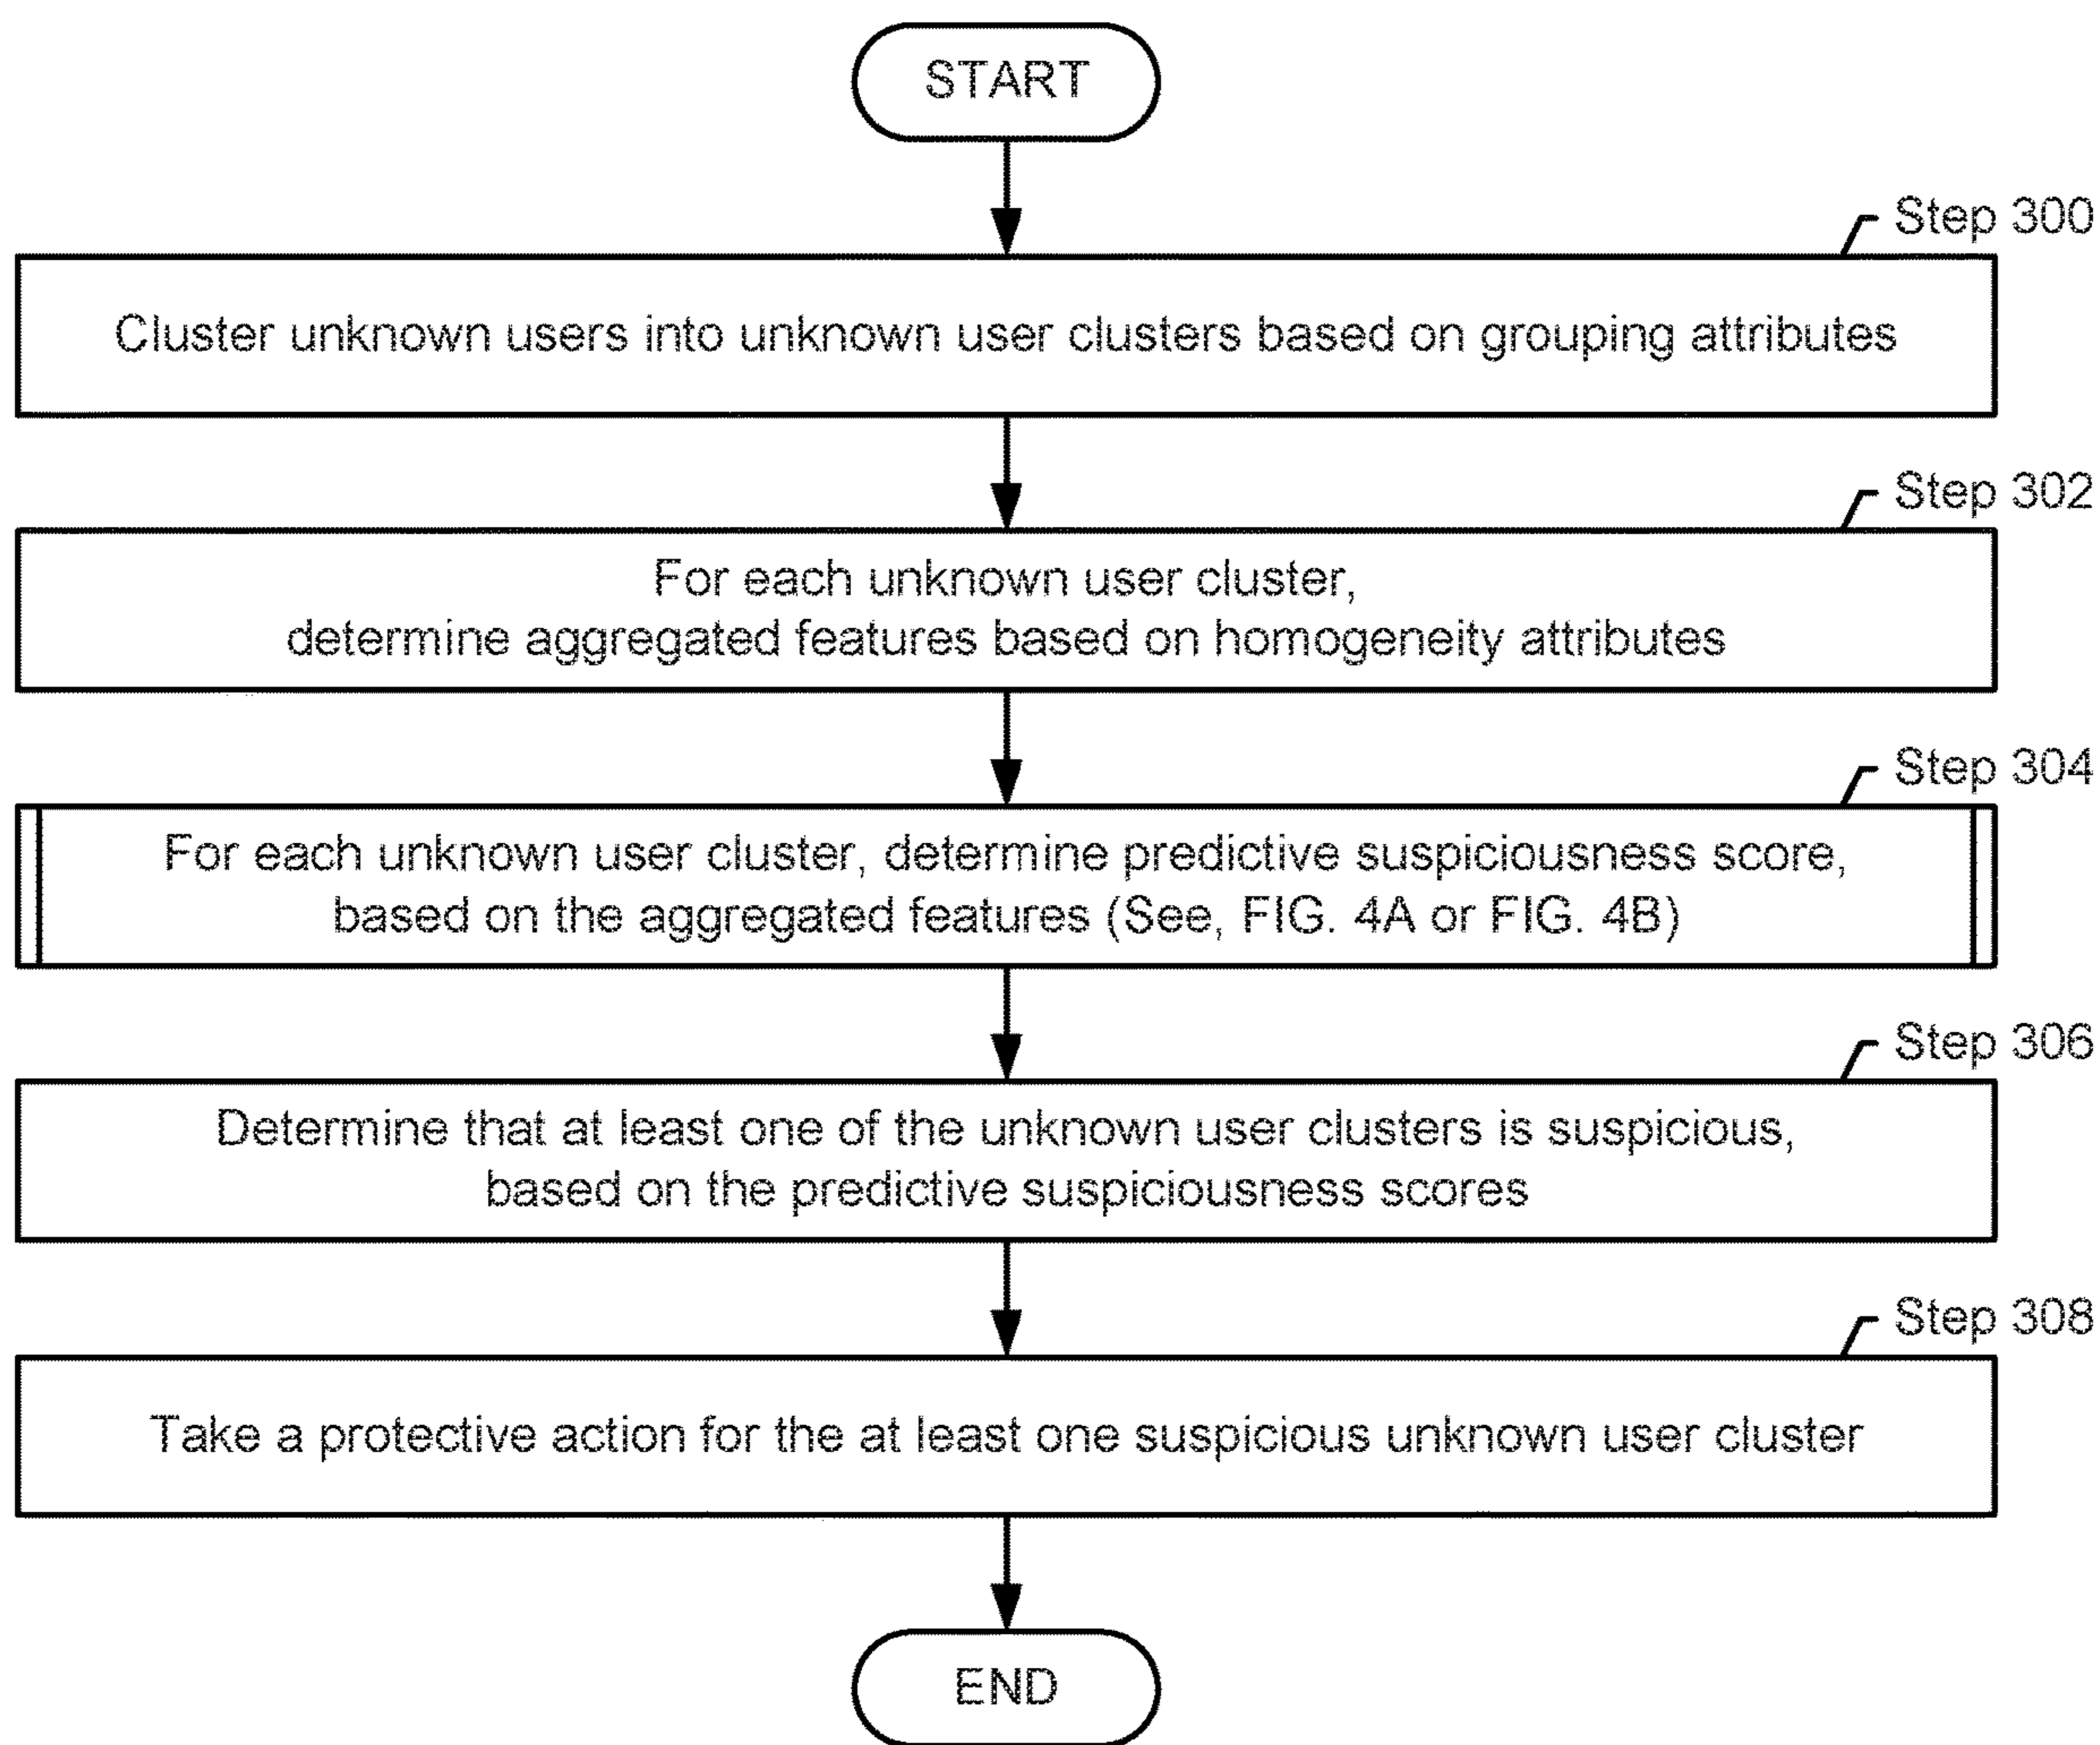 START
Step 300
Cluster unknown users into unknown user clusters based on grouping attributes
Step 302
For each unknown user cluster,
determine aggregated features based on homogeneity attributes
Step 304
For each unknown user cluster, determine predictive suspiciousness score,
based on the aggregated features (See, FIG. 4A or FIG. 4B)
Step 306
Determine that at least one of the unknown user clusters is suspicious,
based on the predictive suspiciousness scores
Step 308
Take a protective action for the at least one suspicious unknown user cluster
END